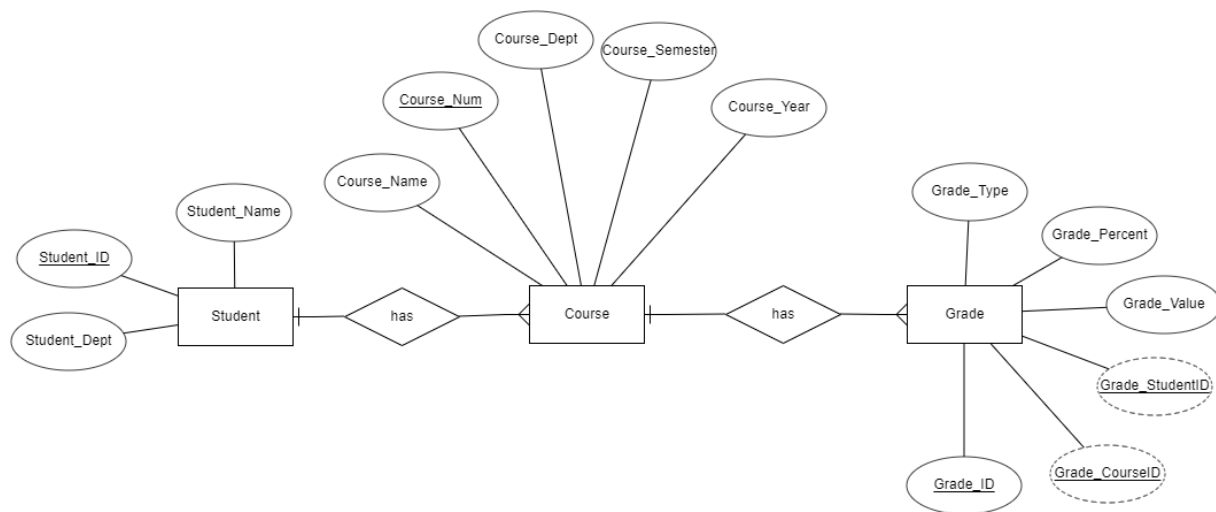 Course_Dept
Course_Semester
Course_Num
Course_Year
Course_Name
Grade_Type
Student_Name
Grade_Percent
Student_ID
Grade_Value
Student_Dept
Student
has
Course
has
Grade
Grade_StudentID
Grade_CourseID
Grade_ID